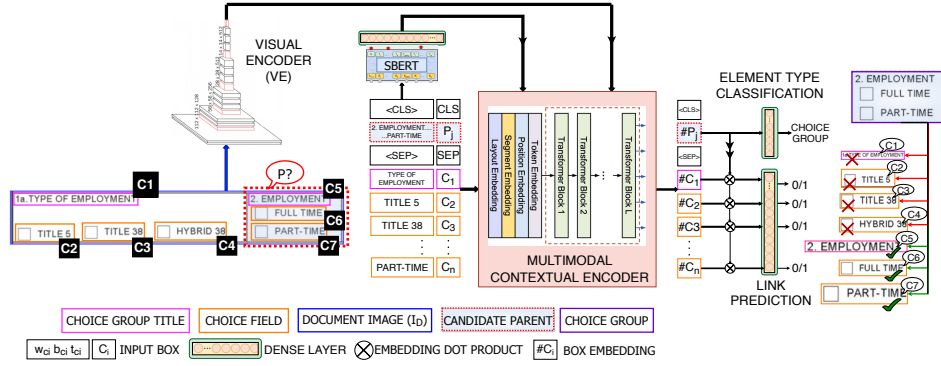 VISUAL
ENCODER
(VE)
SBERT
P?
C1
1a.TYPE OF EMPLOYMENT
TITLE 5
TITLE 38
HYBRID 38
C2
C3
C4
C5
2. EMPLOYMENT
FULL TIME
C6
PART-TIME
C7
<CLS>
CLS
2. EMPLOYMENT....
...PART-TIME
Pj
<SEP>
SEP
TYPE OF
EMPLOYMENT
C1
TITLE 5
C2
TITLE 38
C3
PART-TIME
Cn
Layout Embedding
Segment Embedding
Position Embedding
Token Embedding
Transformer Block 1
Transformer Block 2
Transformer Block L
MULTIMODAL
CONTEXTUAL ENCODER
<CLS>
#Pj
<SEP>
#C1
#C2
#C3
#Cn
ELEMENT TYPE
CLASSIFICATION
CHOICE
GROUP
0/1
0/1
0/1
0/1
LINK
PREDICTION
2. EMPLOYMENT
FULL TIME
PART-TIME
C1
C2
TITLE 5
C3
TITLE 38
C4
HYBRID 38
C5
2. EMPLOYMENT
C6
FULL TIME
C7
PART-TIME
CHOICE GROUP TITLE
CHOICE FIELD
DOCUMENT IMAGE (ID)
CANDIDATE PARENT
CHOICE GROUP
wci bci tci
Ci
INPUT BOX
DENSE LAYER
EMBEDDING DOT PRODUCT
#Ci
BOX EMBEDDING